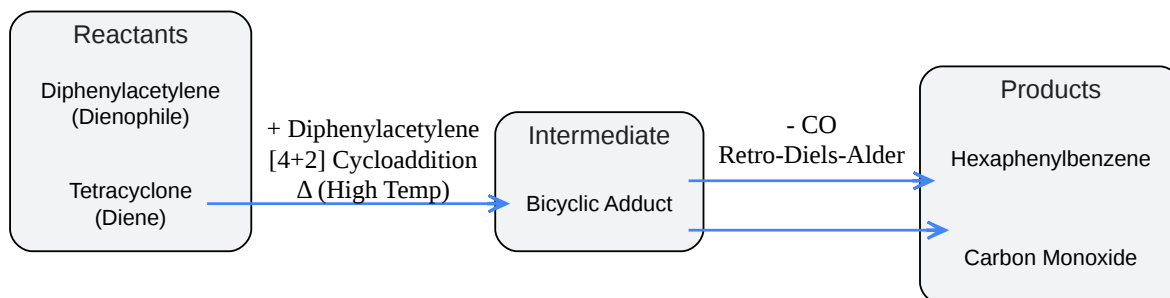 Reactants
Diphenylacetylene
(Dienophile)
Tetracyclone
(Diene)
+ Diphenylacetylene
[4+2] Cycloaddition
Δ (High Temp)
Intermediate
Bicyclic Adduct
- CO
Retro-Diels-Alder
Products
Hexaphenylbenzene
Carbon Monoxide